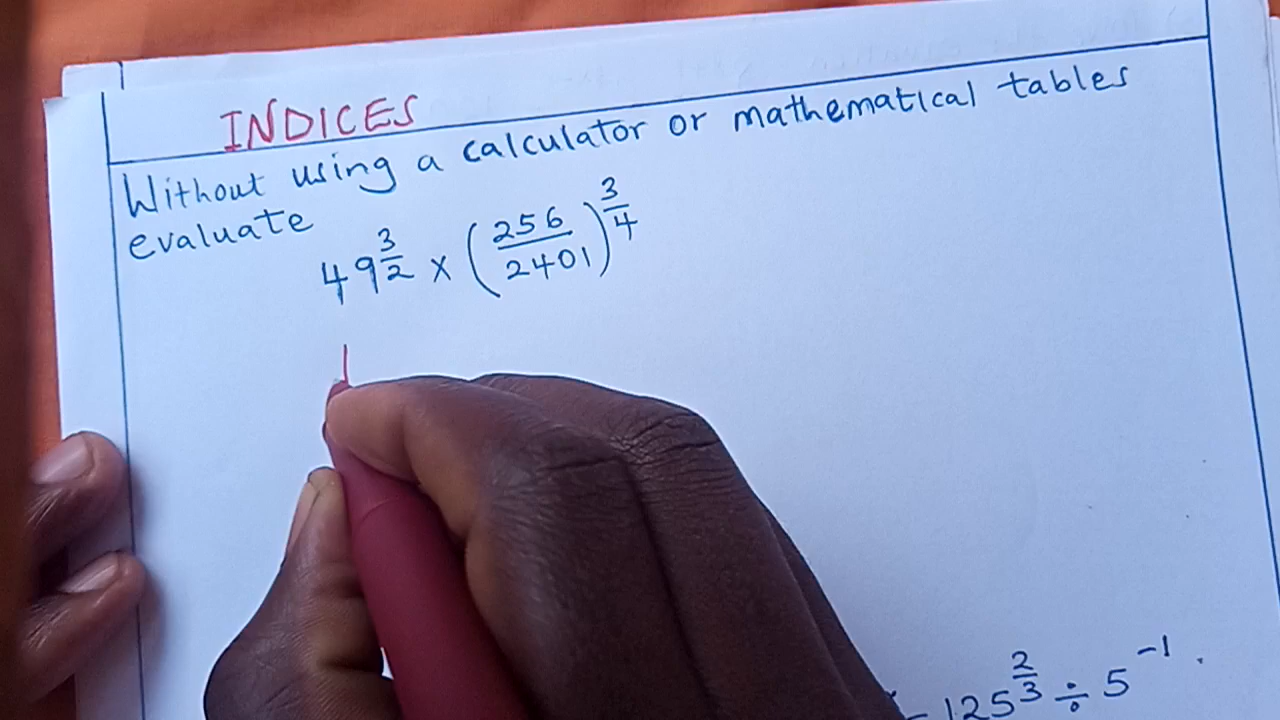 INDICES
Without using a calculator or mathematical tables
evaluate
49^{3/2} × (256/2401)^{3/4}
125^{2/3} ÷ 5^{-1}.